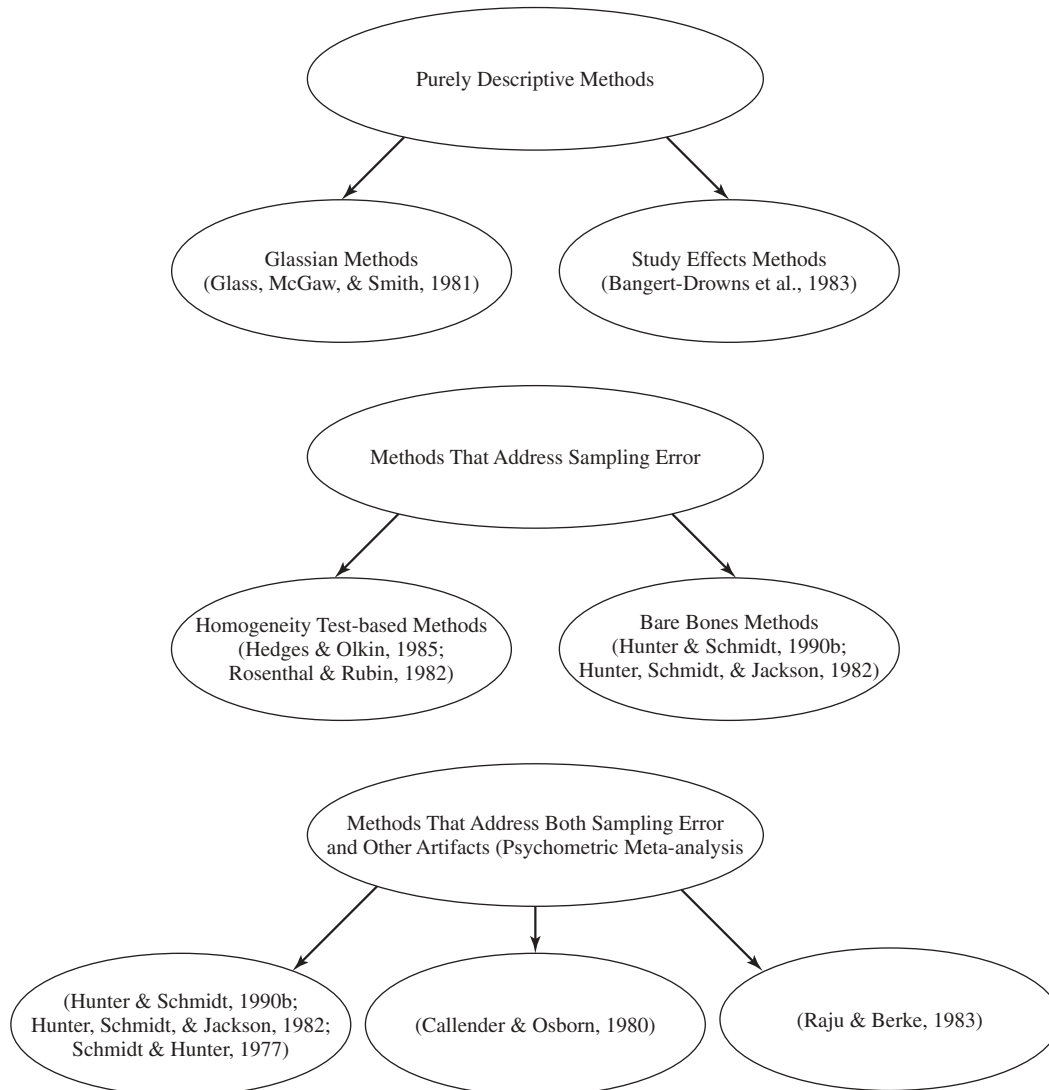 Purely Descriptive Methods
Glassian Methods
(Glass, McGaw, & Smith, 1981)
Study Effects Methods
(Bangert-Drowns et al., 1983)
Methods That Address Sampling Error
Homogeneity Test-based Methods
(Hedges & Olkin, 1985;
Rosenthal & Rubin, 1982)
Bare Bones Methods
(Hunter & Schmidt, 1990b;
Hunter, Schmidt, & Jackson, 1982)
Methods That Address Both Sampling Error
and Other Artifacts (Psychometric Meta-analysis
(Hunter & Schmidt, 1990b;
Hunter, Schmidt, & Jackson, 1982;
Schmidt & Hunter, 1977)
(Callender & Osborn, 1980)
(Raju & Berke, 1983)